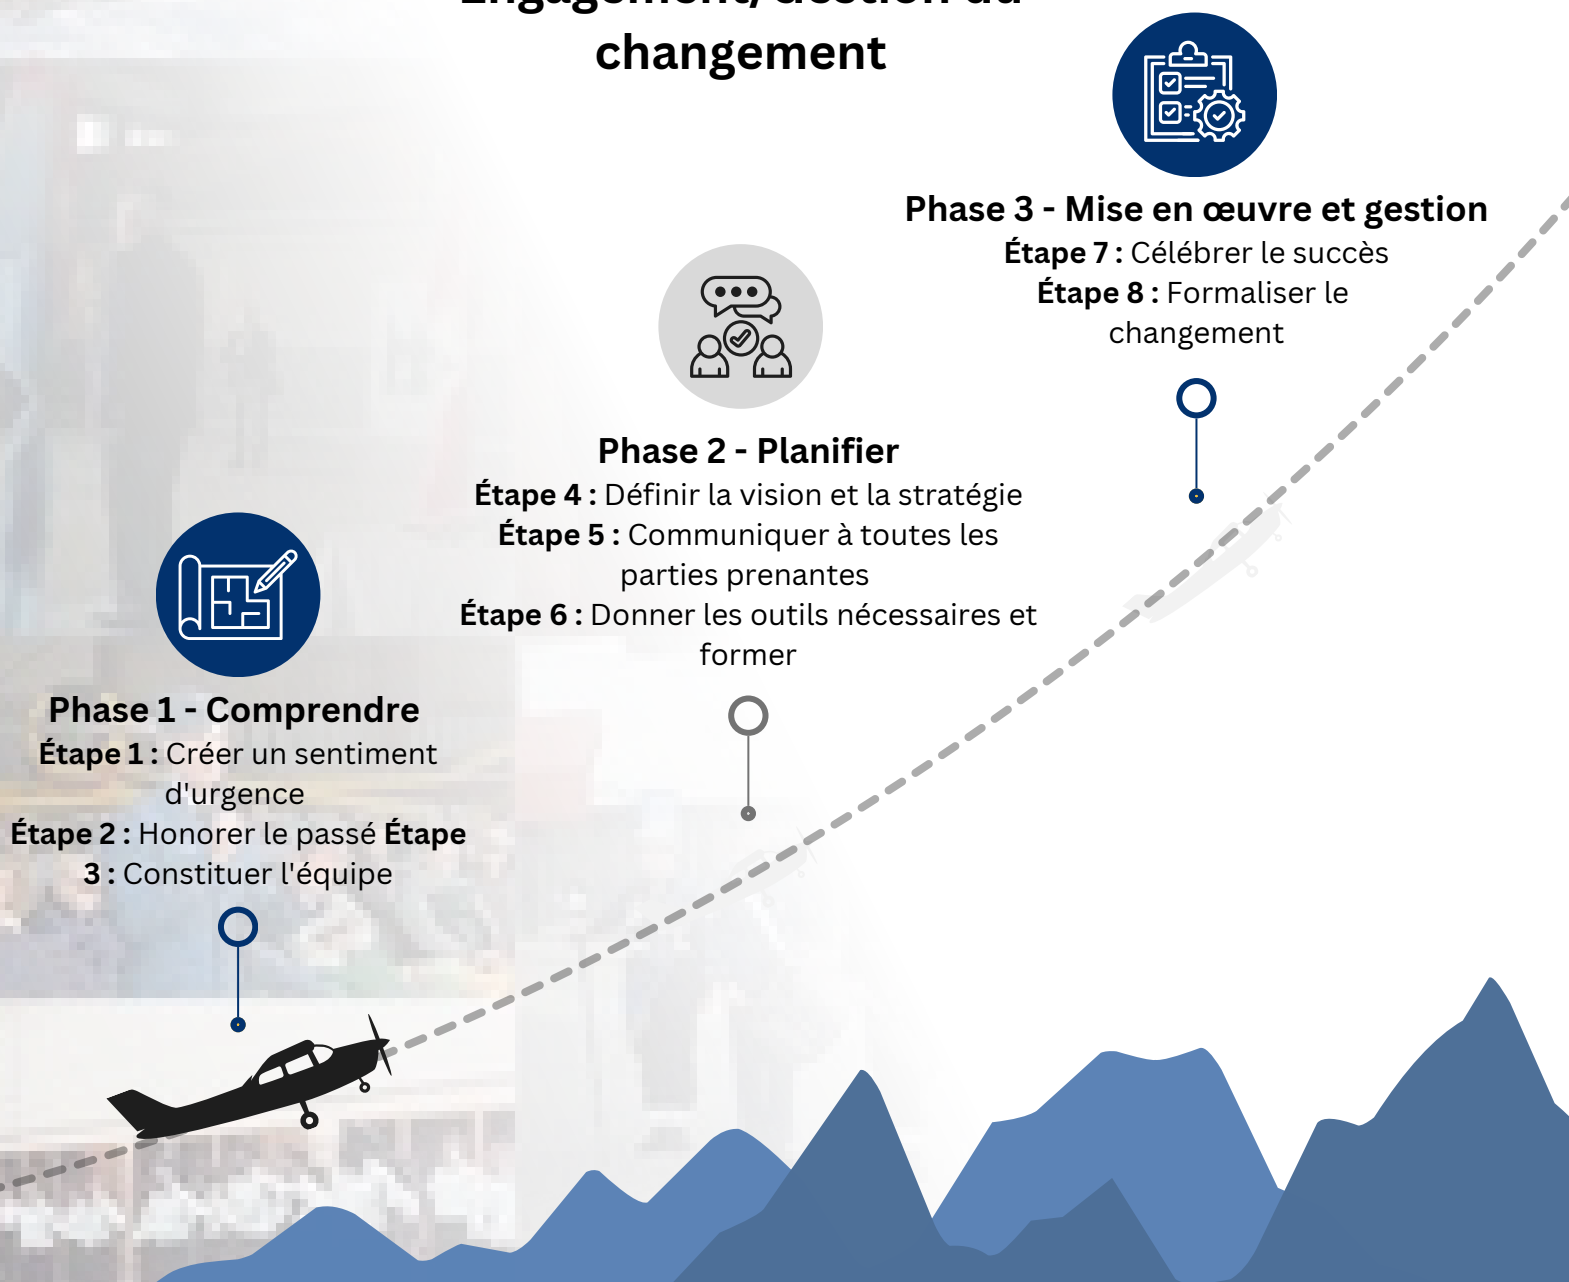 Engagement, Gestion du
changement
Phase 3 - Mise en œuvre et gestion
Étape 7 : Célébrer le succès
Étape 8 : Formaliser le
changement
Phase 2 - Planifier
Étape 4 : Définir la vision et la stratégie
Étape 5 : Communiquer à toutes les
parties prenantes
Étape 6 : Donner les outils nécessaires et
former
Phase 1 - Comprendre
Étape 1 : Créer un sentiment
d'urgence
Étape 2 : Honorer le passé Étape
3 : Constituer l'équipe